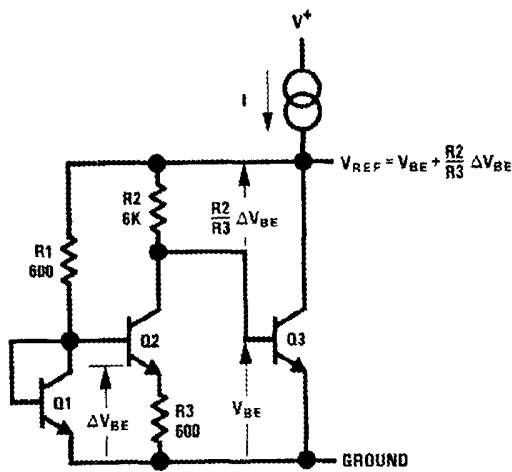 V+
I
VREF = VBE + R2/R3 ΔVBE
R2
6K
R2/R3 ΔVBE
R1
600
Q2
Q3
Q1
ΔVBE
R3
600
VBE
GROUND